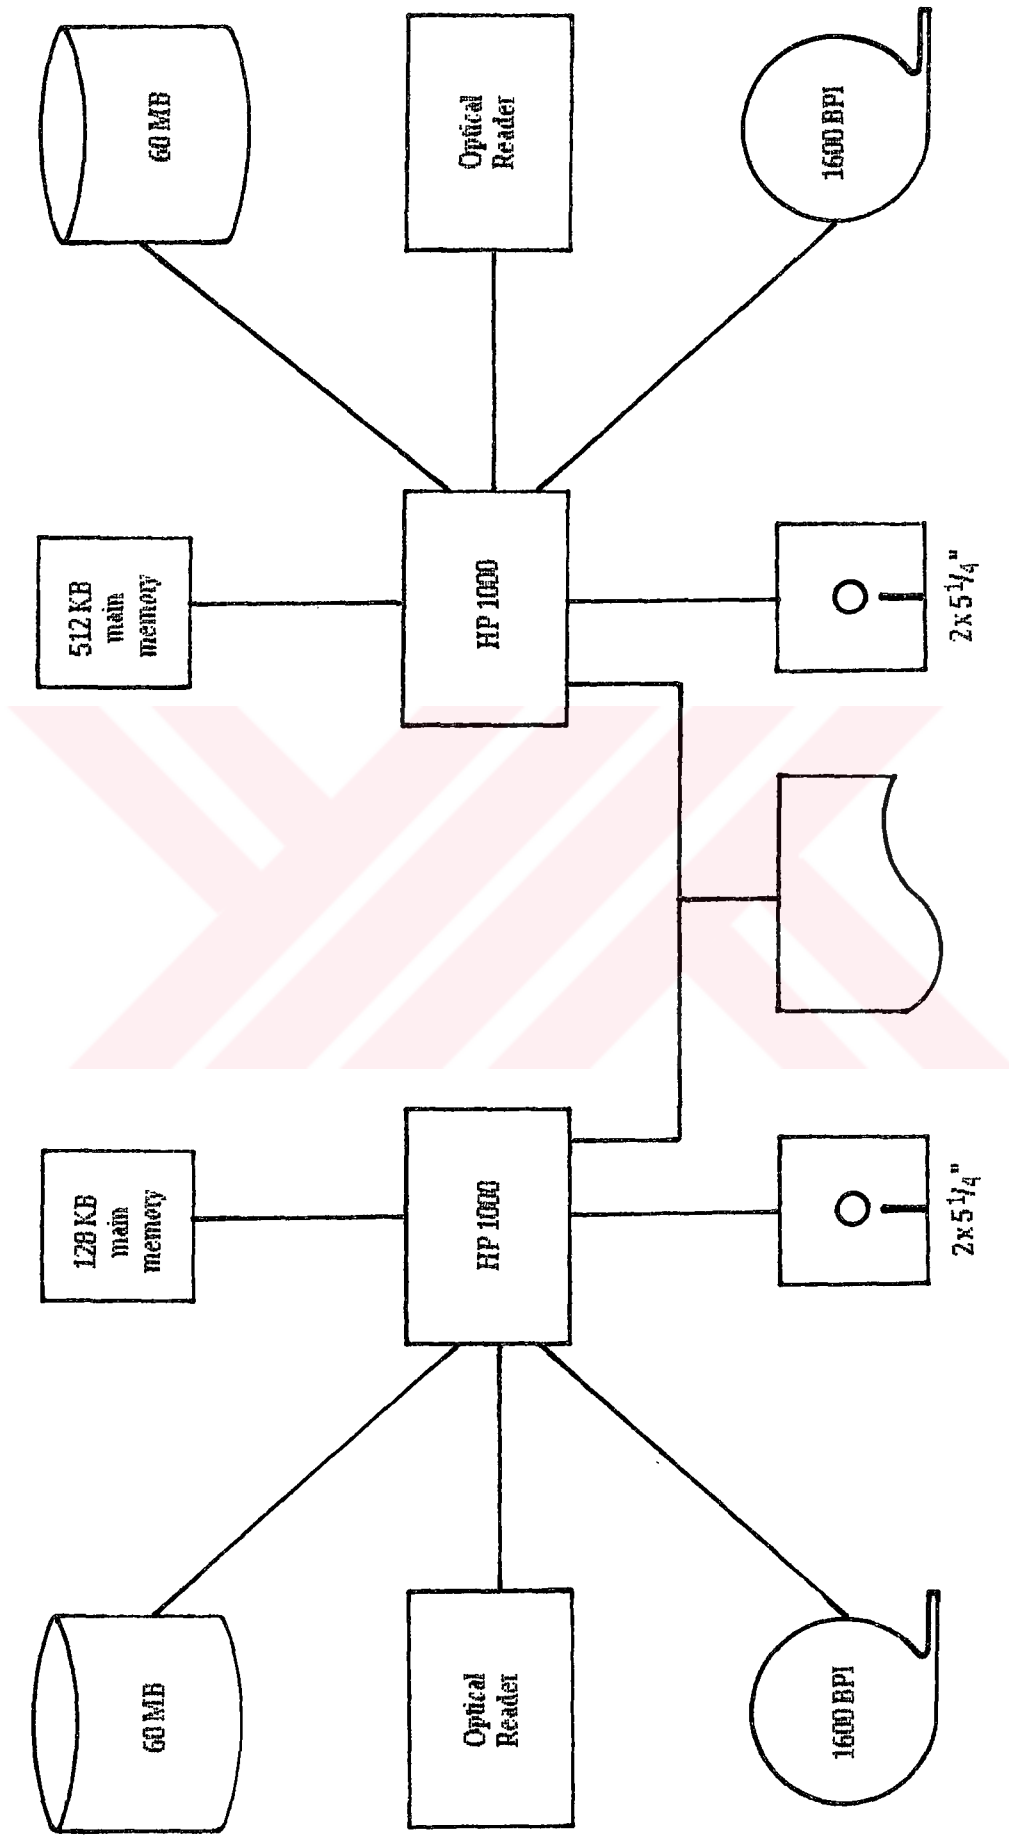 60 MB
Optical
Reader
1600 BPI
128 KB
main
memory
HP 1000
2x 5 1/4"
512 KB
main
memory
HP 1000
2x 5 1/4"
60 MB
Optical
Reader
1600 BPI